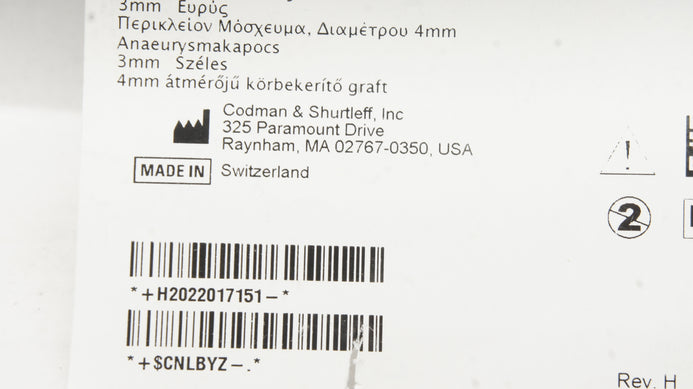 3mm Ευρύς
Περικλείον Μόσχευμα, Διαμέτρου 4mm
Anaeurysmakapocs
3mm Széles
4mm átmérőjű körbekerítő graft
Codman & Shurtleff, Inc
325 Paramount Drive
Raynham, MA 02767-0350, USA
MADE IN Switzerland
2
*+H2022017151-*
*+$CNLBYZ-.*
Rev. H